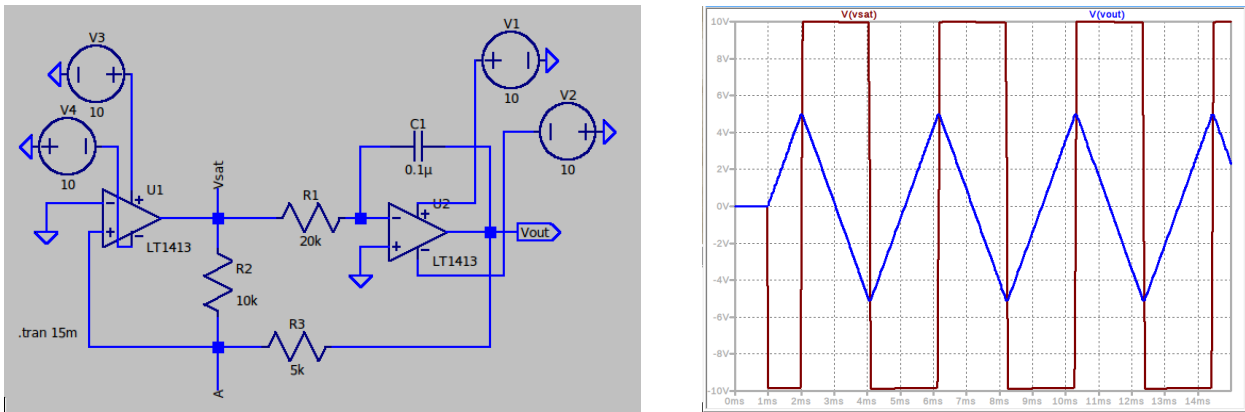 V3
10
V4
10
V1
10
V2
10
C1
0.1µ
U1
LT1413
Vsat
R1
20k
U2
LT1413
Vout
R2
10k
R3
5k
.tran 15m
A
V(vsat) V(vout)
10V
8V
6V
4V
2V
0V
-2V
-4V
-6V
-8V
-10V
0ms 1ms 2ms 3ms 4ms 5ms 6ms 7ms 8ms 9ms 10ms 11ms 12ms 13ms 14ms